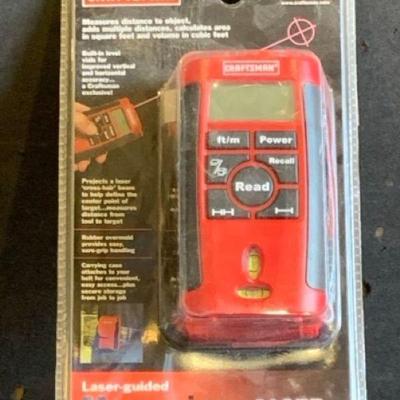 www.craftsman.com
Measures distance to object,
adds multiple distances, calculates area
in square feet and volume in cubic feet
Built-in level
vials for
improved vertical
and horizontal
accuracy...
a Craftsman
exclusive!
CRAFTSMAN
ft/m
Power
Recall
Read
Projects a laser
'cross-hair' beam
to help define the
center point of
target...measures
distance from
tool to target
Rubber overmold
provides easy,
sure-grip handling
Carrying case
attaches to your
belt for convenient,
easy access...plus
secure storage
from job to job
Laser-guided